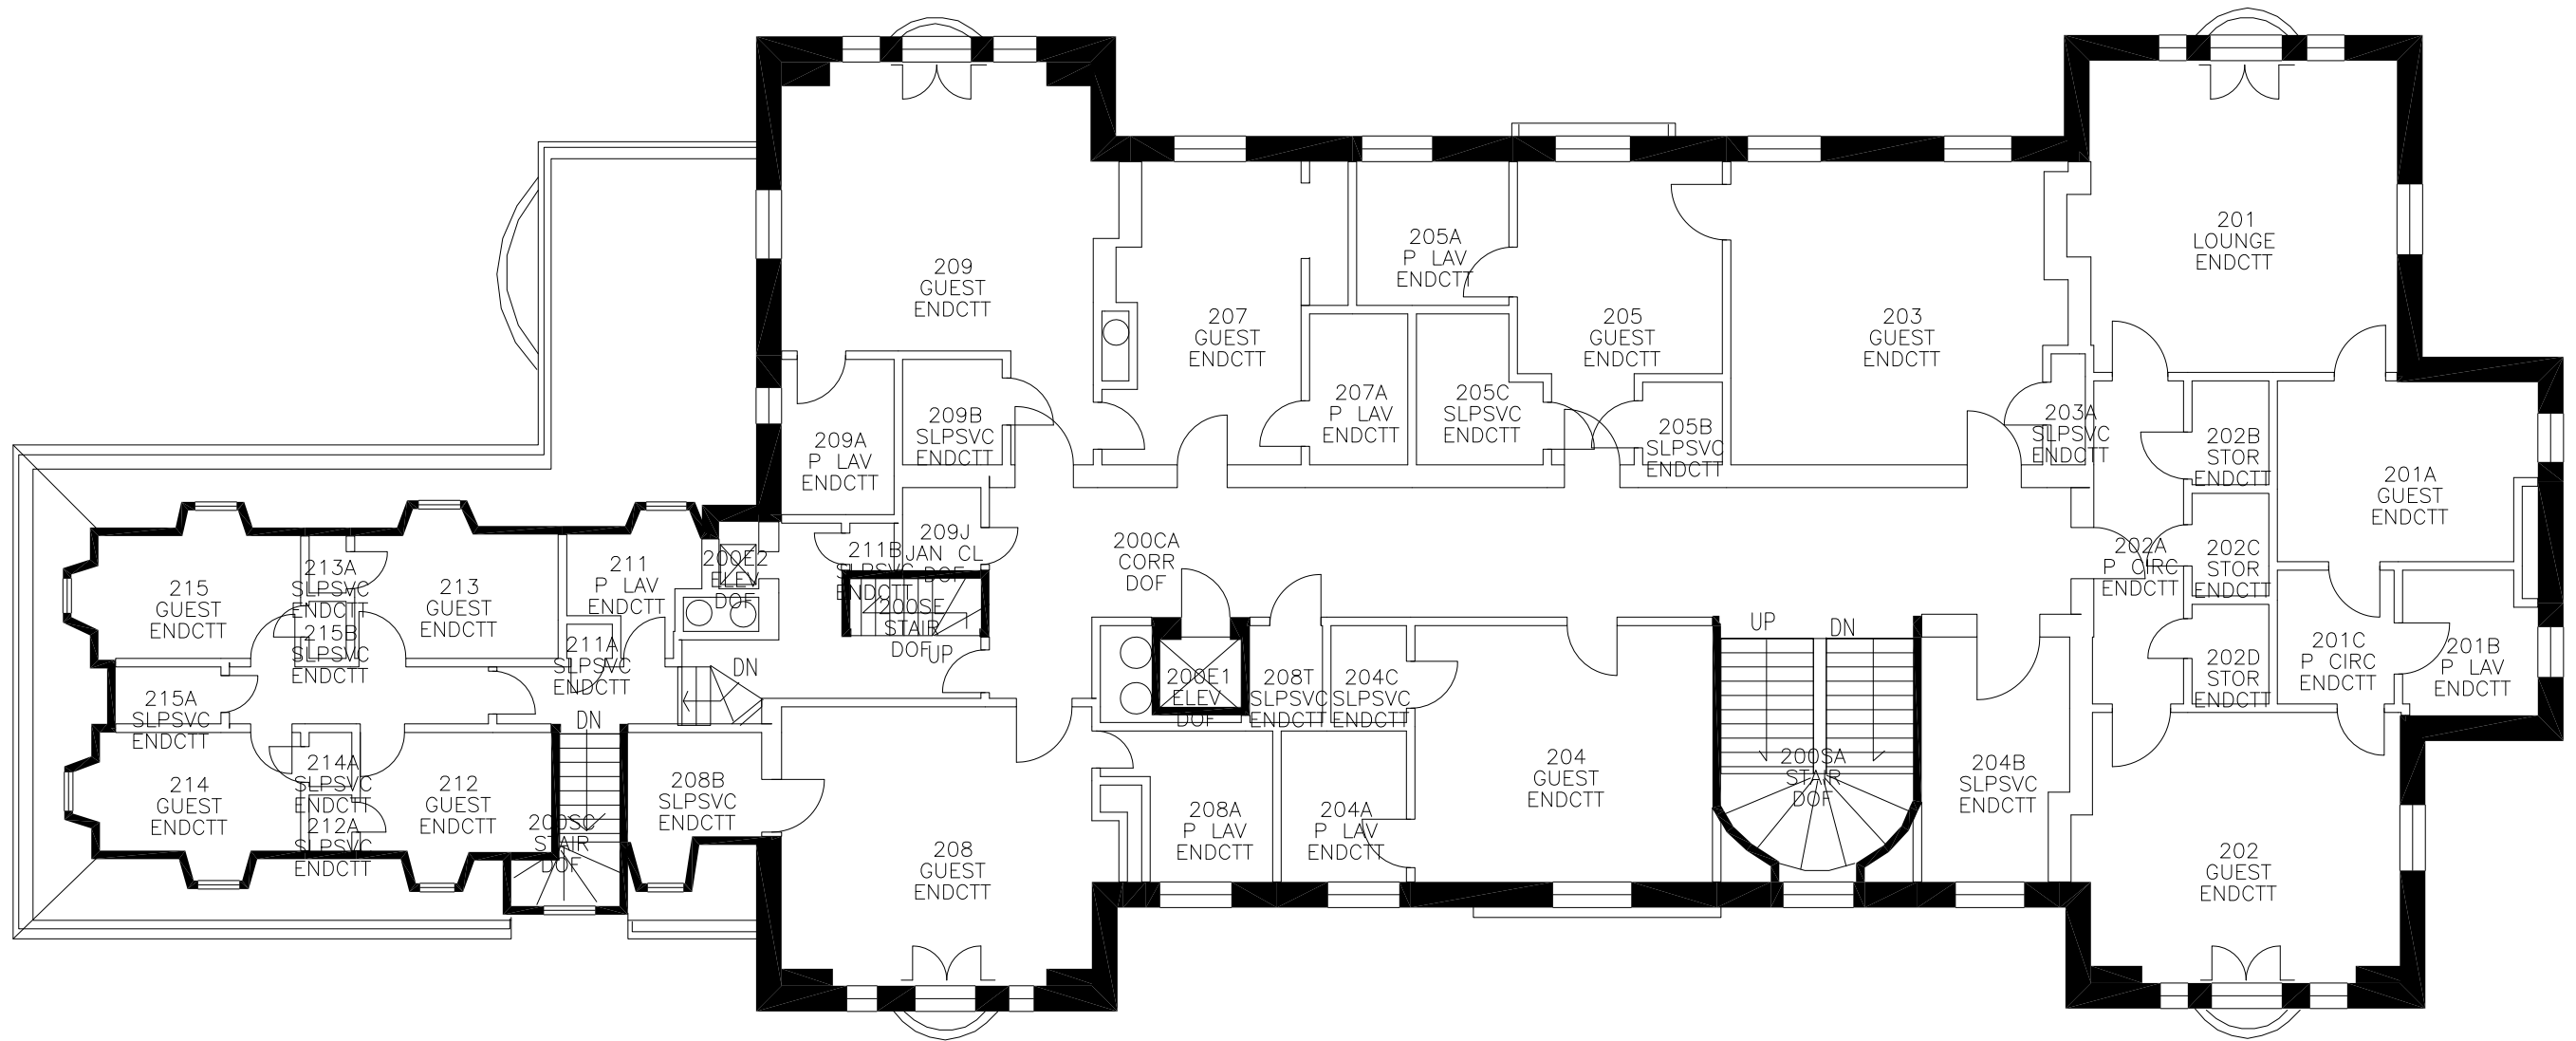 201
LOUNGE
ENDCTT
205A
P LAV
ENDCTT
209
GUEST
ENDCTT
207
GUEST
ENDCTT
205
GUEST
ENDCTT
203
GUEST
ENDCTT
207A
P LAV
ENDCTT
205C
SLPSVC
ENDCTT
209B
SLPSVC
ENDCTT
209A
P LAV
ENDCTT
205B
SLPSVC
ENDCTT
203A
SLPSVC
ENDCTT
202B
STOR
ENDCTT
201A
GUEST
ENDCTT
209J
JAN CL
DOF
211B
SLPSVC
ENDCTT
200E2
ELEV
DOF
200CA
CORR
DOF
202A
P CIRC
ENDCTT
202C
STOR
ENDCTT
215
GUEST
ENDCTT
213A
SLPSVC
ENDCTT
213
GUEST
ENDCTT
211
P LAV
ENDCTT
200SE
STAIR
DOF
UP
215B
SLPSVC
ENDCTT
211A
SLPSVC
ENDCTT
DN
UP
DN
202D
STOR
ENDCTT
201C
P CIRC
ENDCTT
201B
P LAV
ENDCTT
200E1
ELEV
DOF
208T
SLPSVC
ENDCTT
204C
SLPSVC
ENDCTT
215A
SLPSVC
ENDCTT
DN
214
GUEST
ENDCTT
214A
SLPSVC
ENDCTT
212
GUEST
ENDCTT
208B
SLPSVC
ENDCTT
204
GUEST
ENDCTT
200SA
STAIR
DOF
204B
SLPSVC
ENDCTT
212A
SLPSVC
ENDCTT
200SC
STAIR
DOF
208A
P LAV
ENDCTT
204A
P LAV
ENDCTT
208
GUEST
ENDCTT
202
GUEST
ENDCTT